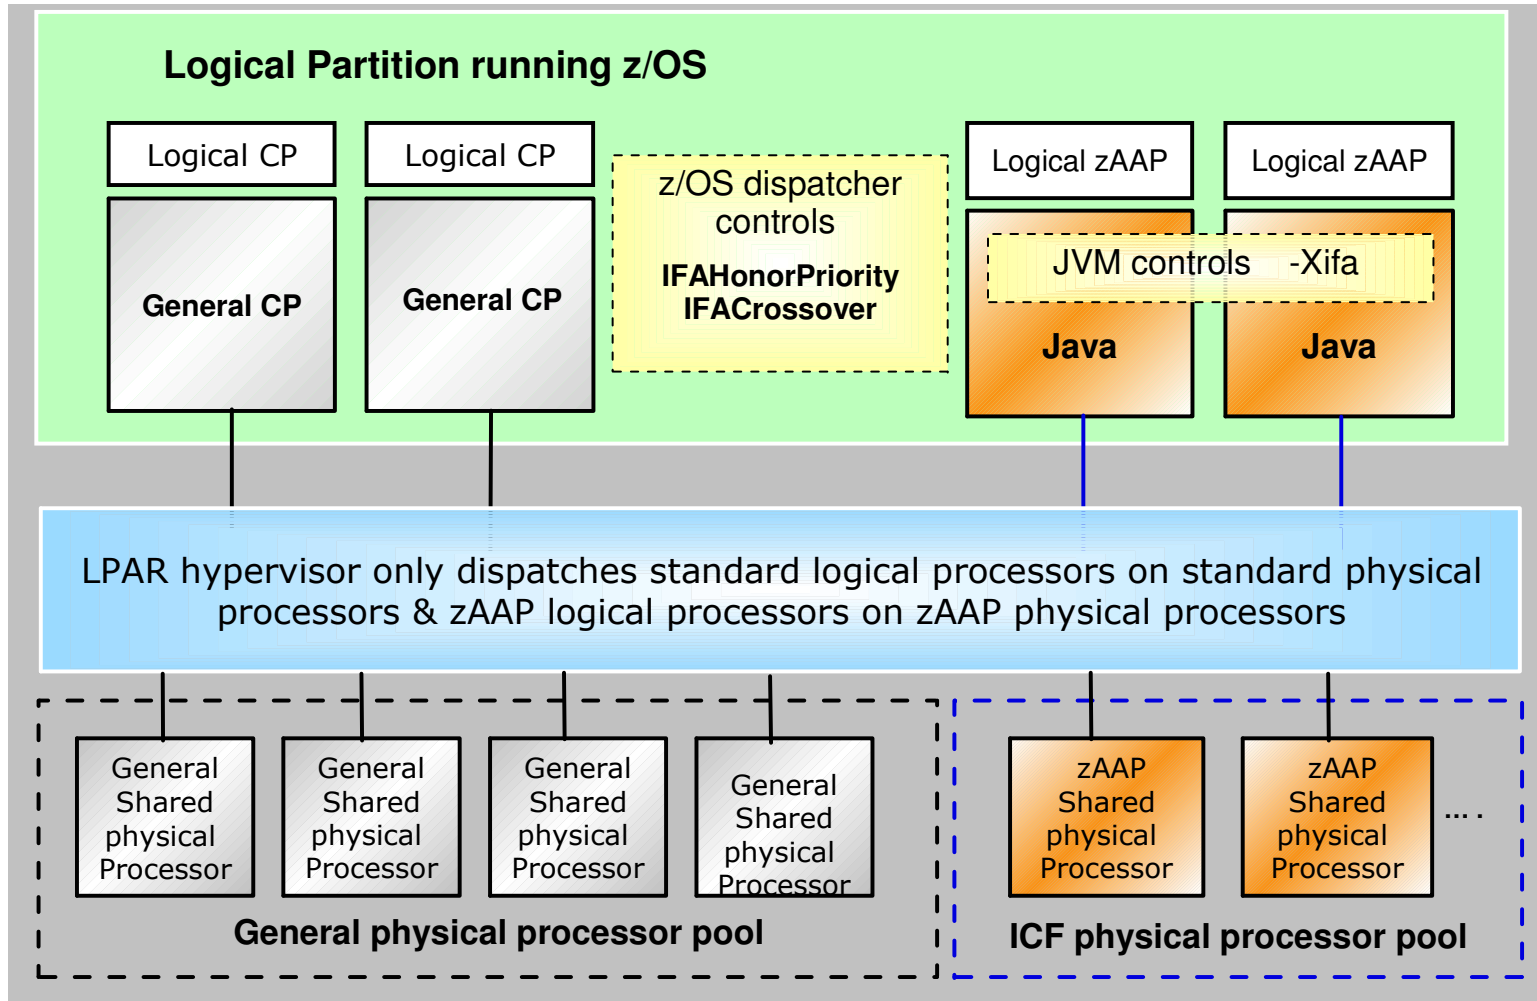 Logical Partition running z/OS
Logical CP
Logical CP
Logical zAAP
Logical zAAP
General CP
General CP
z/OS dispatcher
controls
IFAHonorPriority
IFACrossover
JVM controls -Xifa
Java
Java
LPAR hypervisor only dispatches standard logical processors on standard physical
processors & zAAP logical processors on zAAP physical processors
General
Shared
physical
Processor
General
Shared
physical
Processor
General
Shared
physical
Processor
General
Shared
physical
Processor
zAAP
Shared
physical
Processor
zAAP
Shared
physical
Processor
... .
General physical processor pool
ICF physical processor pool